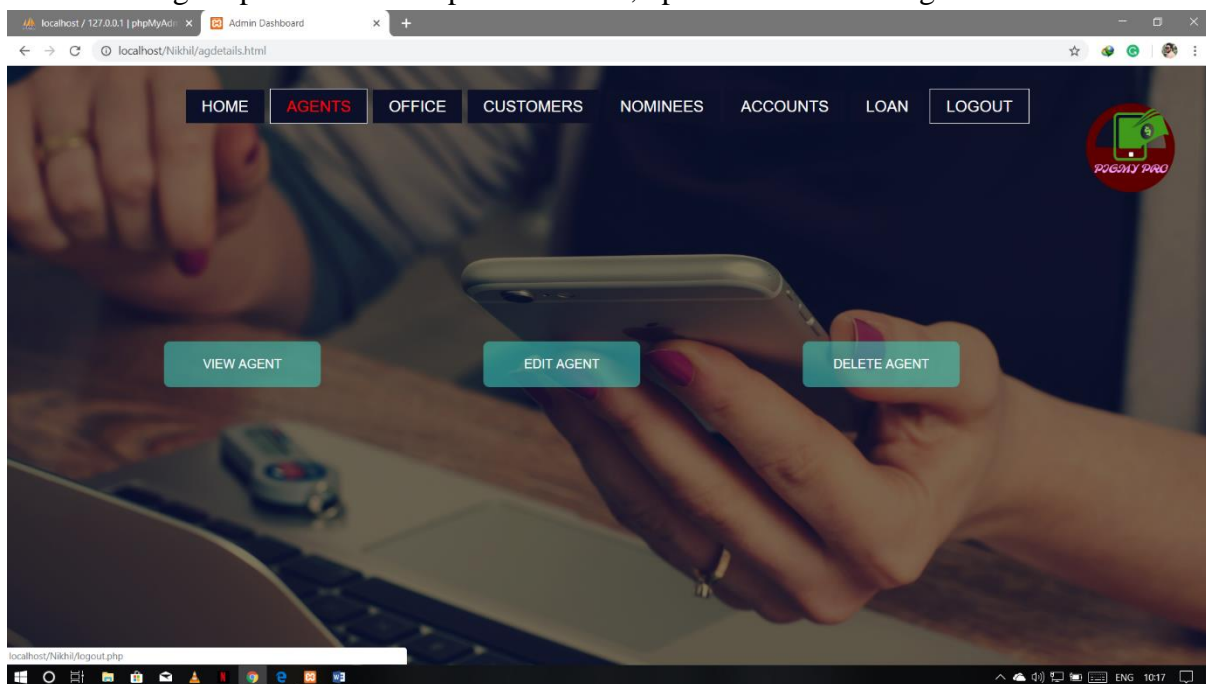 localhost / 127.0.0.1 | phpMyAdm
Admin Dashboard
localhost/Nikhil/agdetails.html
HOME AGENTS OFFICE CUSTOMERS NOMINEES ACCOUNTS LOAN LOGOUT
PIGMY PRO
VIEW AGENT EDIT AGENT DELETE AGENT
localhost/Nikhil/logout.php
ENG 10:17